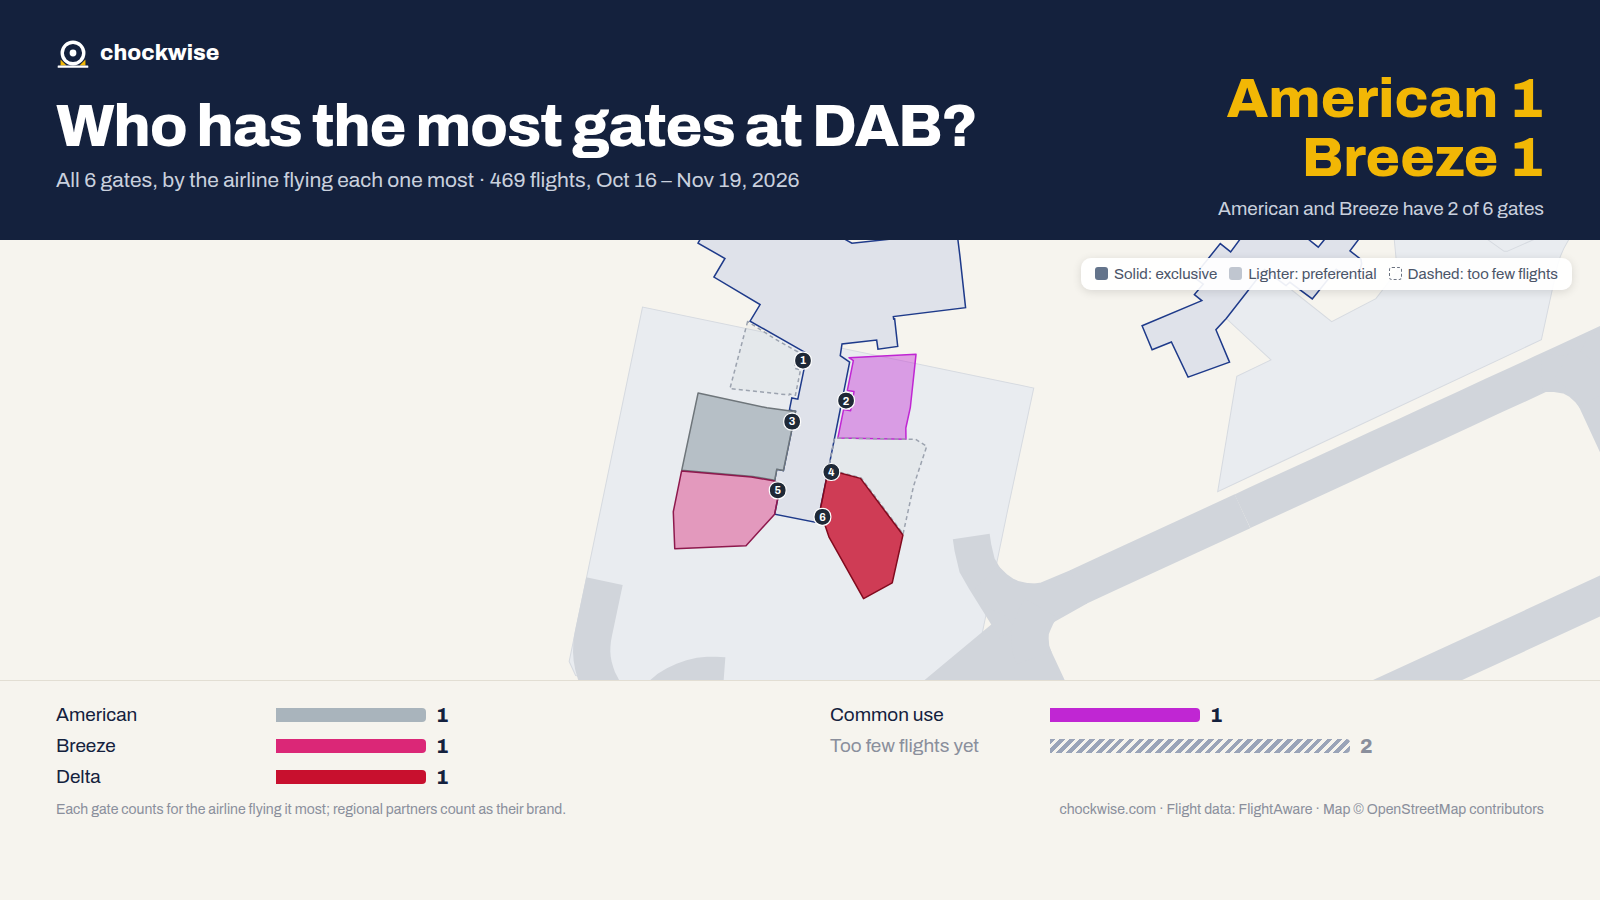 chockwise
Who has the most gates at DAB?
All 6 gates, by the airline flying each one most · 469 flights, Oct 16 – Nov 19, 2026
American 1
Breeze 1
American and Breeze have 2 of 6 gates
Solid: exclusive Lighter: preferential Dashed: too few flights
1
2
3
4
5
6
American 1
Breeze 1
Delta 1
Common use 1
Too few flights yet 2
Each gate counts for the airline flying it most; regional partners count as their brand.
chockwise.com · Flight data: FlightAware · Map © OpenStreetMap contributors